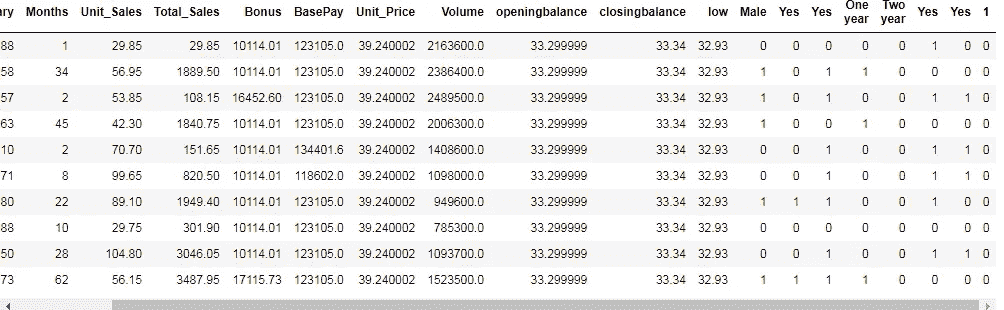 ary Months Unit_Sales Total_Sales Bonus BasePay Unit_Price Volume openingbalance closingbalance low Male Yes Yes One year Two year Yes Yes 1
88 1 29.85 29.85 10114.01 123105.0 39.240002 2163600.0 33.299999 33.34 32.93 0 0 0 0 0 1 0 0
58 34 56.95 1889.50 10114.01 123105.0 39.240002 2386400.0 33.299999 33.34 32.93 1 0 1 1 0 0 0 0
57 2 53.85 108.15 16452.60 123105.0 39.240002 2489500.0 33.299999 33.34 32.93 1 0 1 0 0 1 1 0
63 45 42.30 1840.75 10114.01 123105.0 39.240002 2006300.0 33.299999 33.34 32.93 1 0 0 1 0 0 0 0
10 2 70.70 151.65 10114.01 134401.6 39.240002 1408600.0 33.299999 33.34 32.93 0 0 1 0 0 1 1 0
71 8 99.65 820.50 10114.01 118602.0 39.240002 1098000.0 33.299999 33.34 32.93 0 0 1 0 0 1 1 0
80 22 89.10 1949.40 10114.01 123105.0 39.240002 949600.0 33.299999 33.34 32.93 1 1 1 0 0 1 0 0
88 10 29.75 301.90 10114.01 123105.0 39.240002 785300.0 33.299999 33.34 32.93 0 0 0 0 0 0 0 0
50 28 104.80 3046.05 10114.01 123105.0 39.240002 1093700.0 33.299999 33.34 32.93 0 0 1 0 0 1 1 0
73 62 56.15 3487.95 17115.73 123105.0 39.240002 1523500.0 33.299999 33.34 32.93 1 1 1 1 0 0 0 0